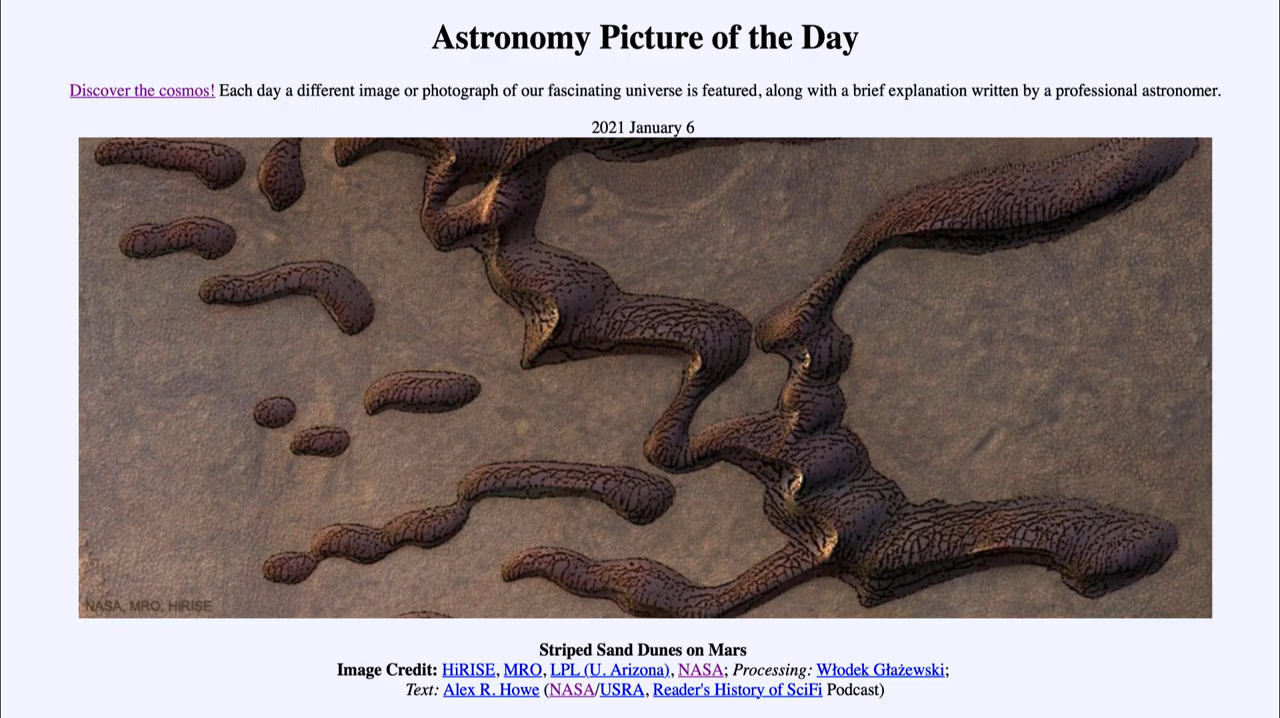 Astronomy Picture of the Day
Discover the cosmos! Each day a different image or photograph of our fascinating universe is featured, along with a brief explanation written by a professional astronomer.
2021 January 6
NASA, MRO, HiRISE
Striped Sand Dunes on Mars
Image Credit: HiRISE, MRO, LPL (U. Arizona), NASA; Processing: Włodek Głażewski;
Text: Alex R. Howe (NASA/USRA, Reader's History of SciFi Podcast)